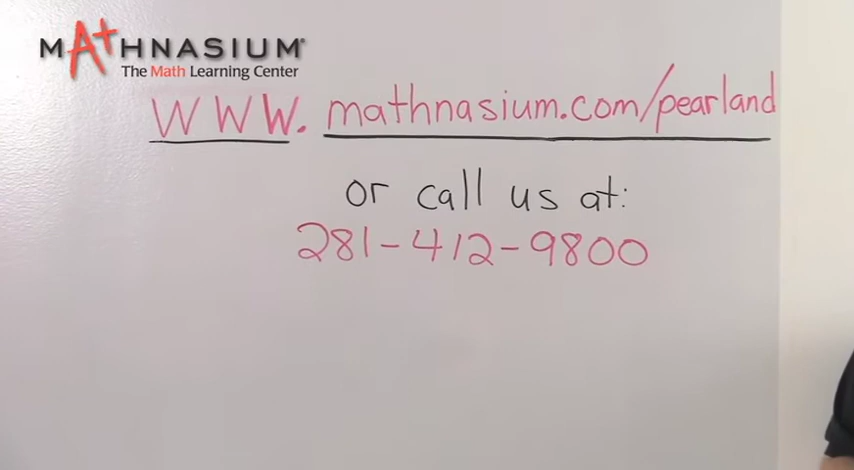 MATHNASIUM
The Math Learning Center
www. mathnasium.com/pearland
or call us at:
281-412-9800